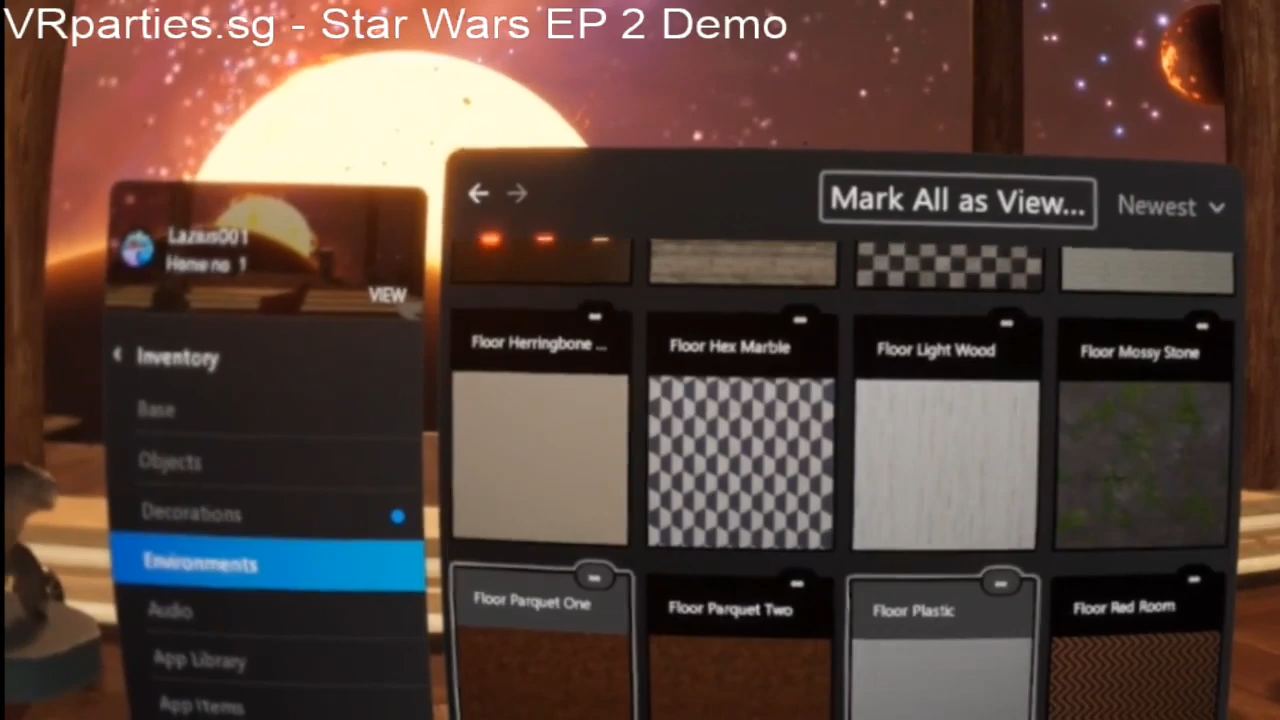 VRparties.sg - Star Wars EP 2 Demo
Mark All as View...
Newest
Lazius001
Home no 1
VIEW
Inventory
Base
Objects
Decorations
Environments
Audio
App Library
App Items
Floor Herringbone ...
Floor Hex Marble
Floor Light Wood
Floor Mossy Stone
Floor Parquet One
Floor Parquet Two
Floor Plastic
Floor Red Room